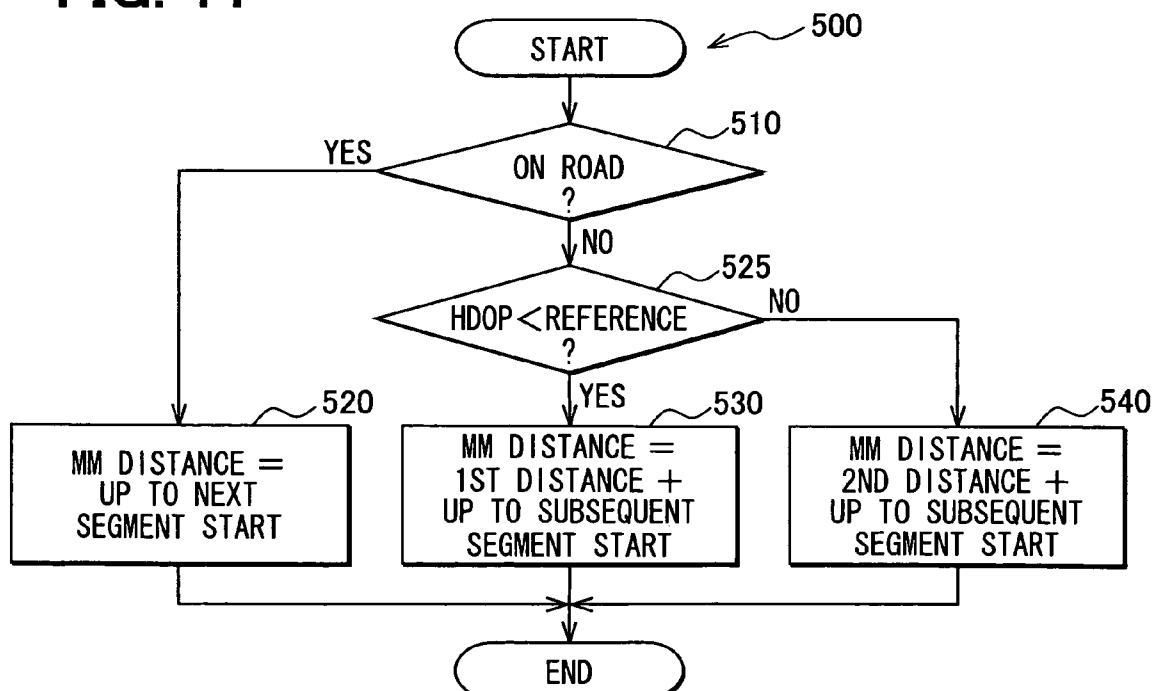 START
500
510
YES
ON ROAD
?
NO
525
HDOP<REFERENCE
?
NO
YES
520
MM DISTANCE =
UP TO NEXT
SEGMENT START
530
MM DISTANCE =
1ST DISTANCE +
UP TO SUBSEQUENT
SEGMENT START
540
MM DISTANCE =
2ND DISTANCE +
UP TO SUBSEQUENT
SEGMENT START
END